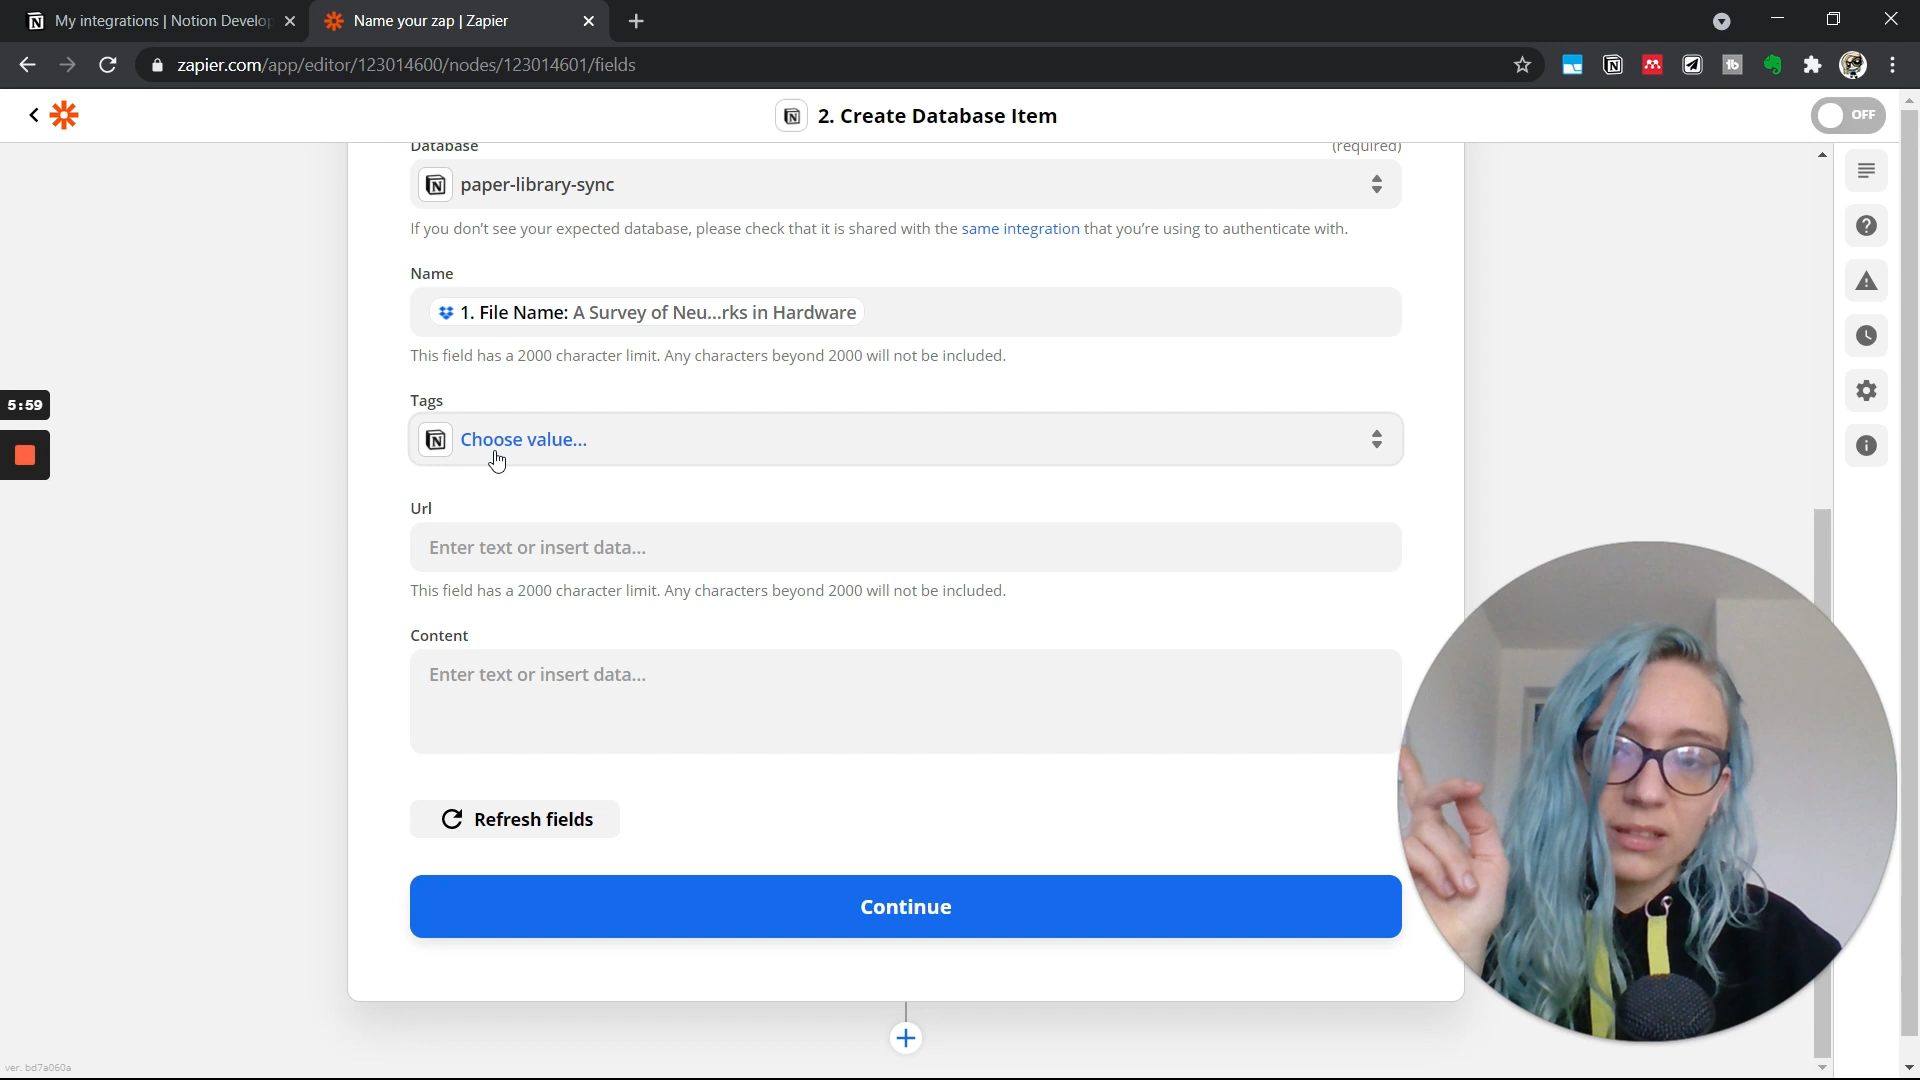 My integrations | Notion Develop
Name your zap | Zapier
zapier.com/app/editor/123014600/nodes/123014601/fields
2. Create Database Item
OFF
Database
(required)
paper-library-sync
If you don't see your expected database, please check that it is shared with the same integration that you're using to authenticate with.
Name
1. File Name: A Survey of Neu...rks in Hardware
This field has a 2000 character limit. Any characters beyond 2000 will not be included.
5:59
Tags
Choose value...
Url
Enter text or insert data...
This field has a 2000 character limit. Any characters beyond 2000 will not be included.
Content
Enter text or insert data...
Refresh fields
Continue
ver. bd7a060a